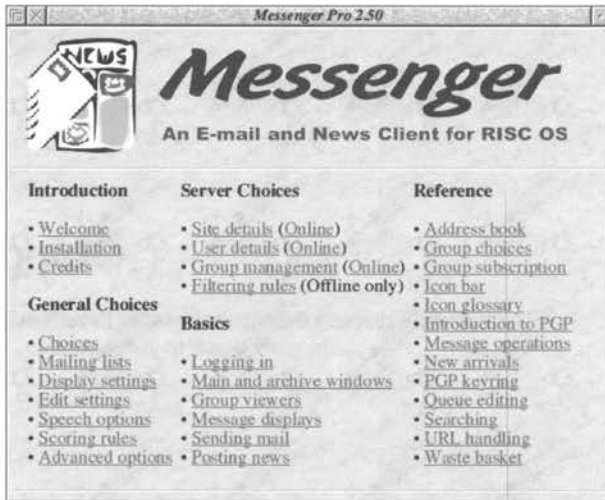 Messenger Pro 2.50
NEWS
Messenger
An E-mail and News Client for RISC OS
Introduction
• Welcome
• Installation
• Credits
General Choices
• Choices
• Mailing lists
• Display settings
• Edit settings
• Speech options
• Scoring rules
• Advanced options
Server Choices
• Site details (Online)
• User details (Online)
• Group management (Online)
• Filtering rules (Offline only)
Basics
• Logging in
• Main and archive windows
• Group viewers
• Message displays
• Sending mail
• Posting news
Reference
• Address book
• Group choices
• Group subscription
• Icon bar
• Icon glossary
• Introduction to PGP
• Message operations
• New arrivals
• PGP keyring
• Queue editing
• Searching
• URL handling
• Waste basket